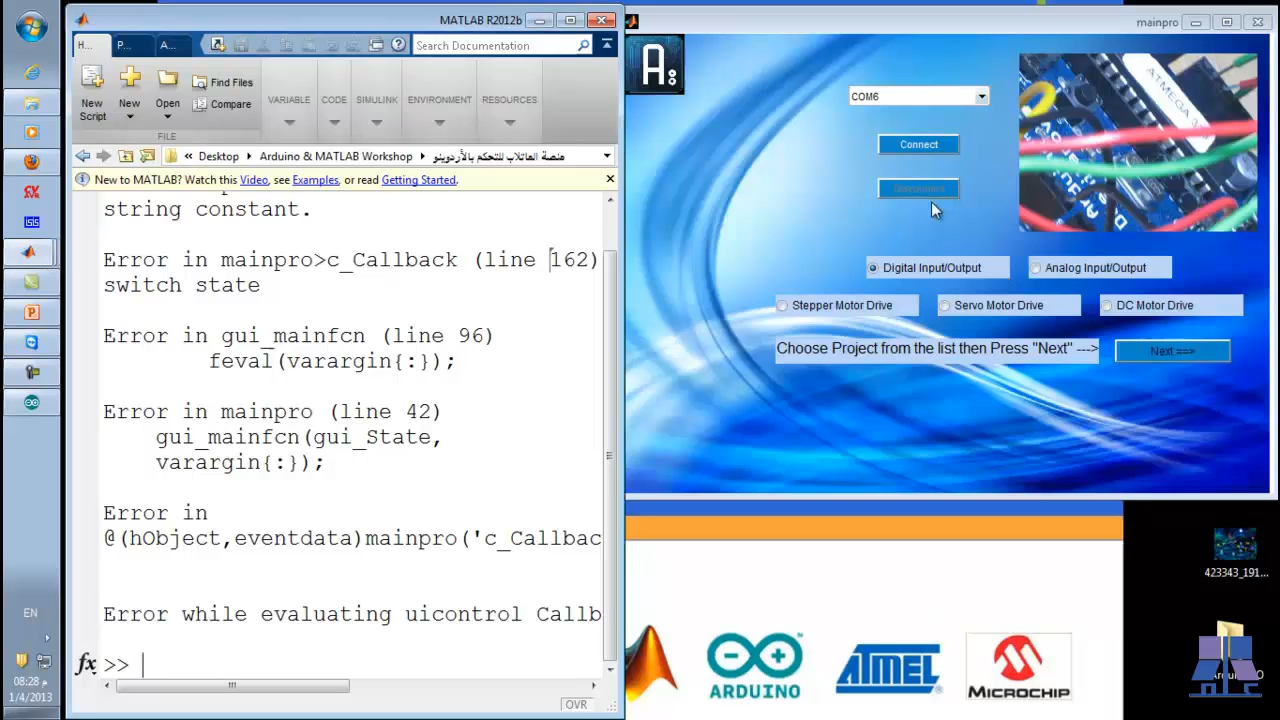 MATLAB R2012b
H...
P...
A...
Search Documentation
New Script
New
Open
Find Files
Compare
FILE
VARIABLE
CODE
SIMULINK
ENVIRONMENT
RESOURCES
« Desktop ▸ Arduino & MATLAB Workshop ▸ منصة الماتلاب للتحكم بالأردوينو
New to MATLAB? Watch this Video, see Examples, or read Getting Started.
string constant.
Error in mainpro>c_Callback (line 162)
switch state
Error in gui_mainfcn (line 96)
feval(varargin{:});
Error in mainpro (line 42)
gui_mainfcn(gui_State,
varargin{:});
Error in
@(hObject,eventdata)mainpro('c_Callbac
Error while evaluating uicontrol Callb
fx >>
OVR
mainpro
A:
COM6
Connect
Disconnect
ATMEGA
Digital Input/Output
Analog Input/Output
Stepper Motor Drive
Servo Motor Drive
DC Motor Drive
Choose Project from the list then Press "Next" --->
Next ==>
423343_191...
ARDUINO
ATMEL
MICROCHIP
EN
08:28 م
1/4/2013
ISIS